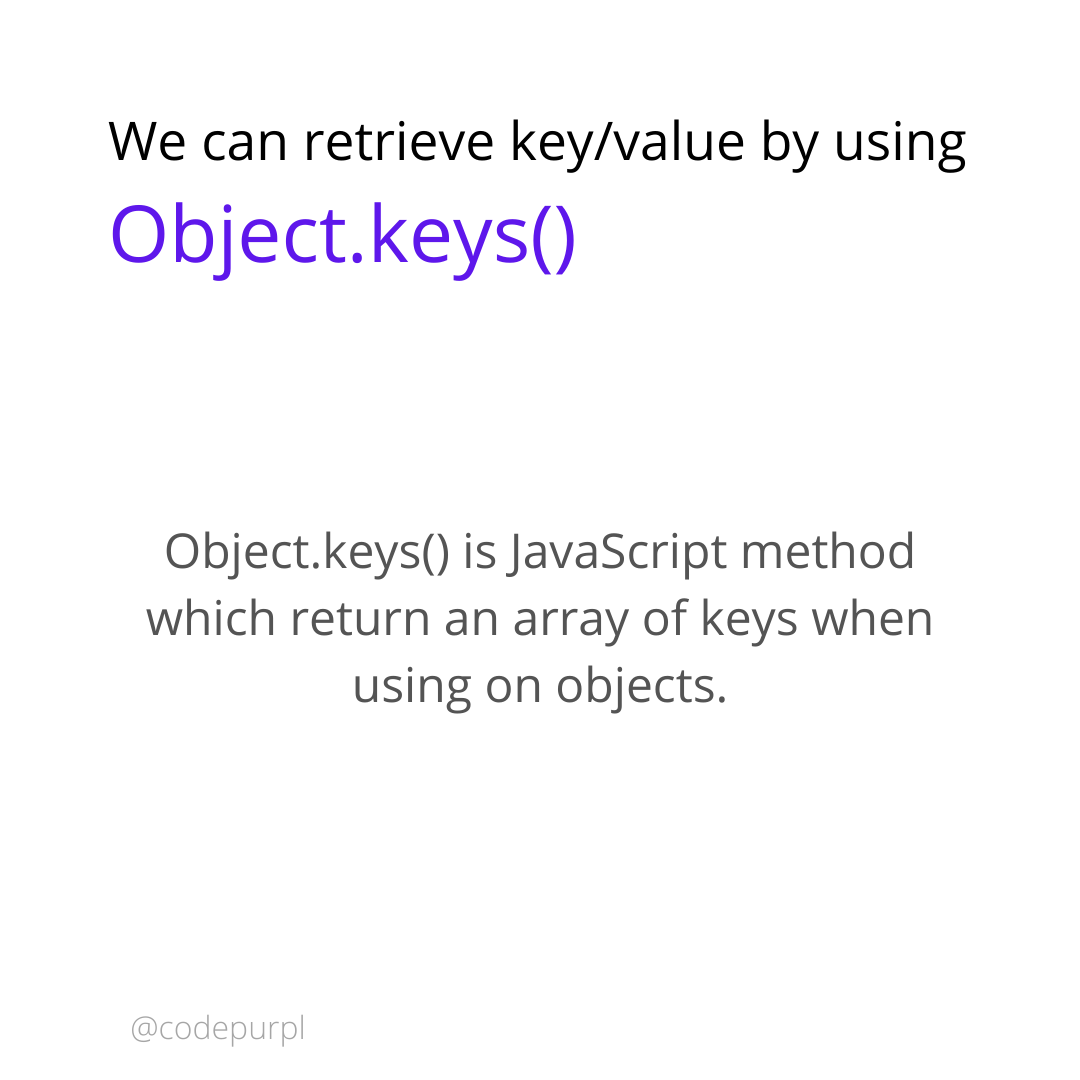 We can retrieve key/value by using
Object.keys()
Object.keys() is JavaScript method
which return an array of keys when
using on objects.
@codepurpl